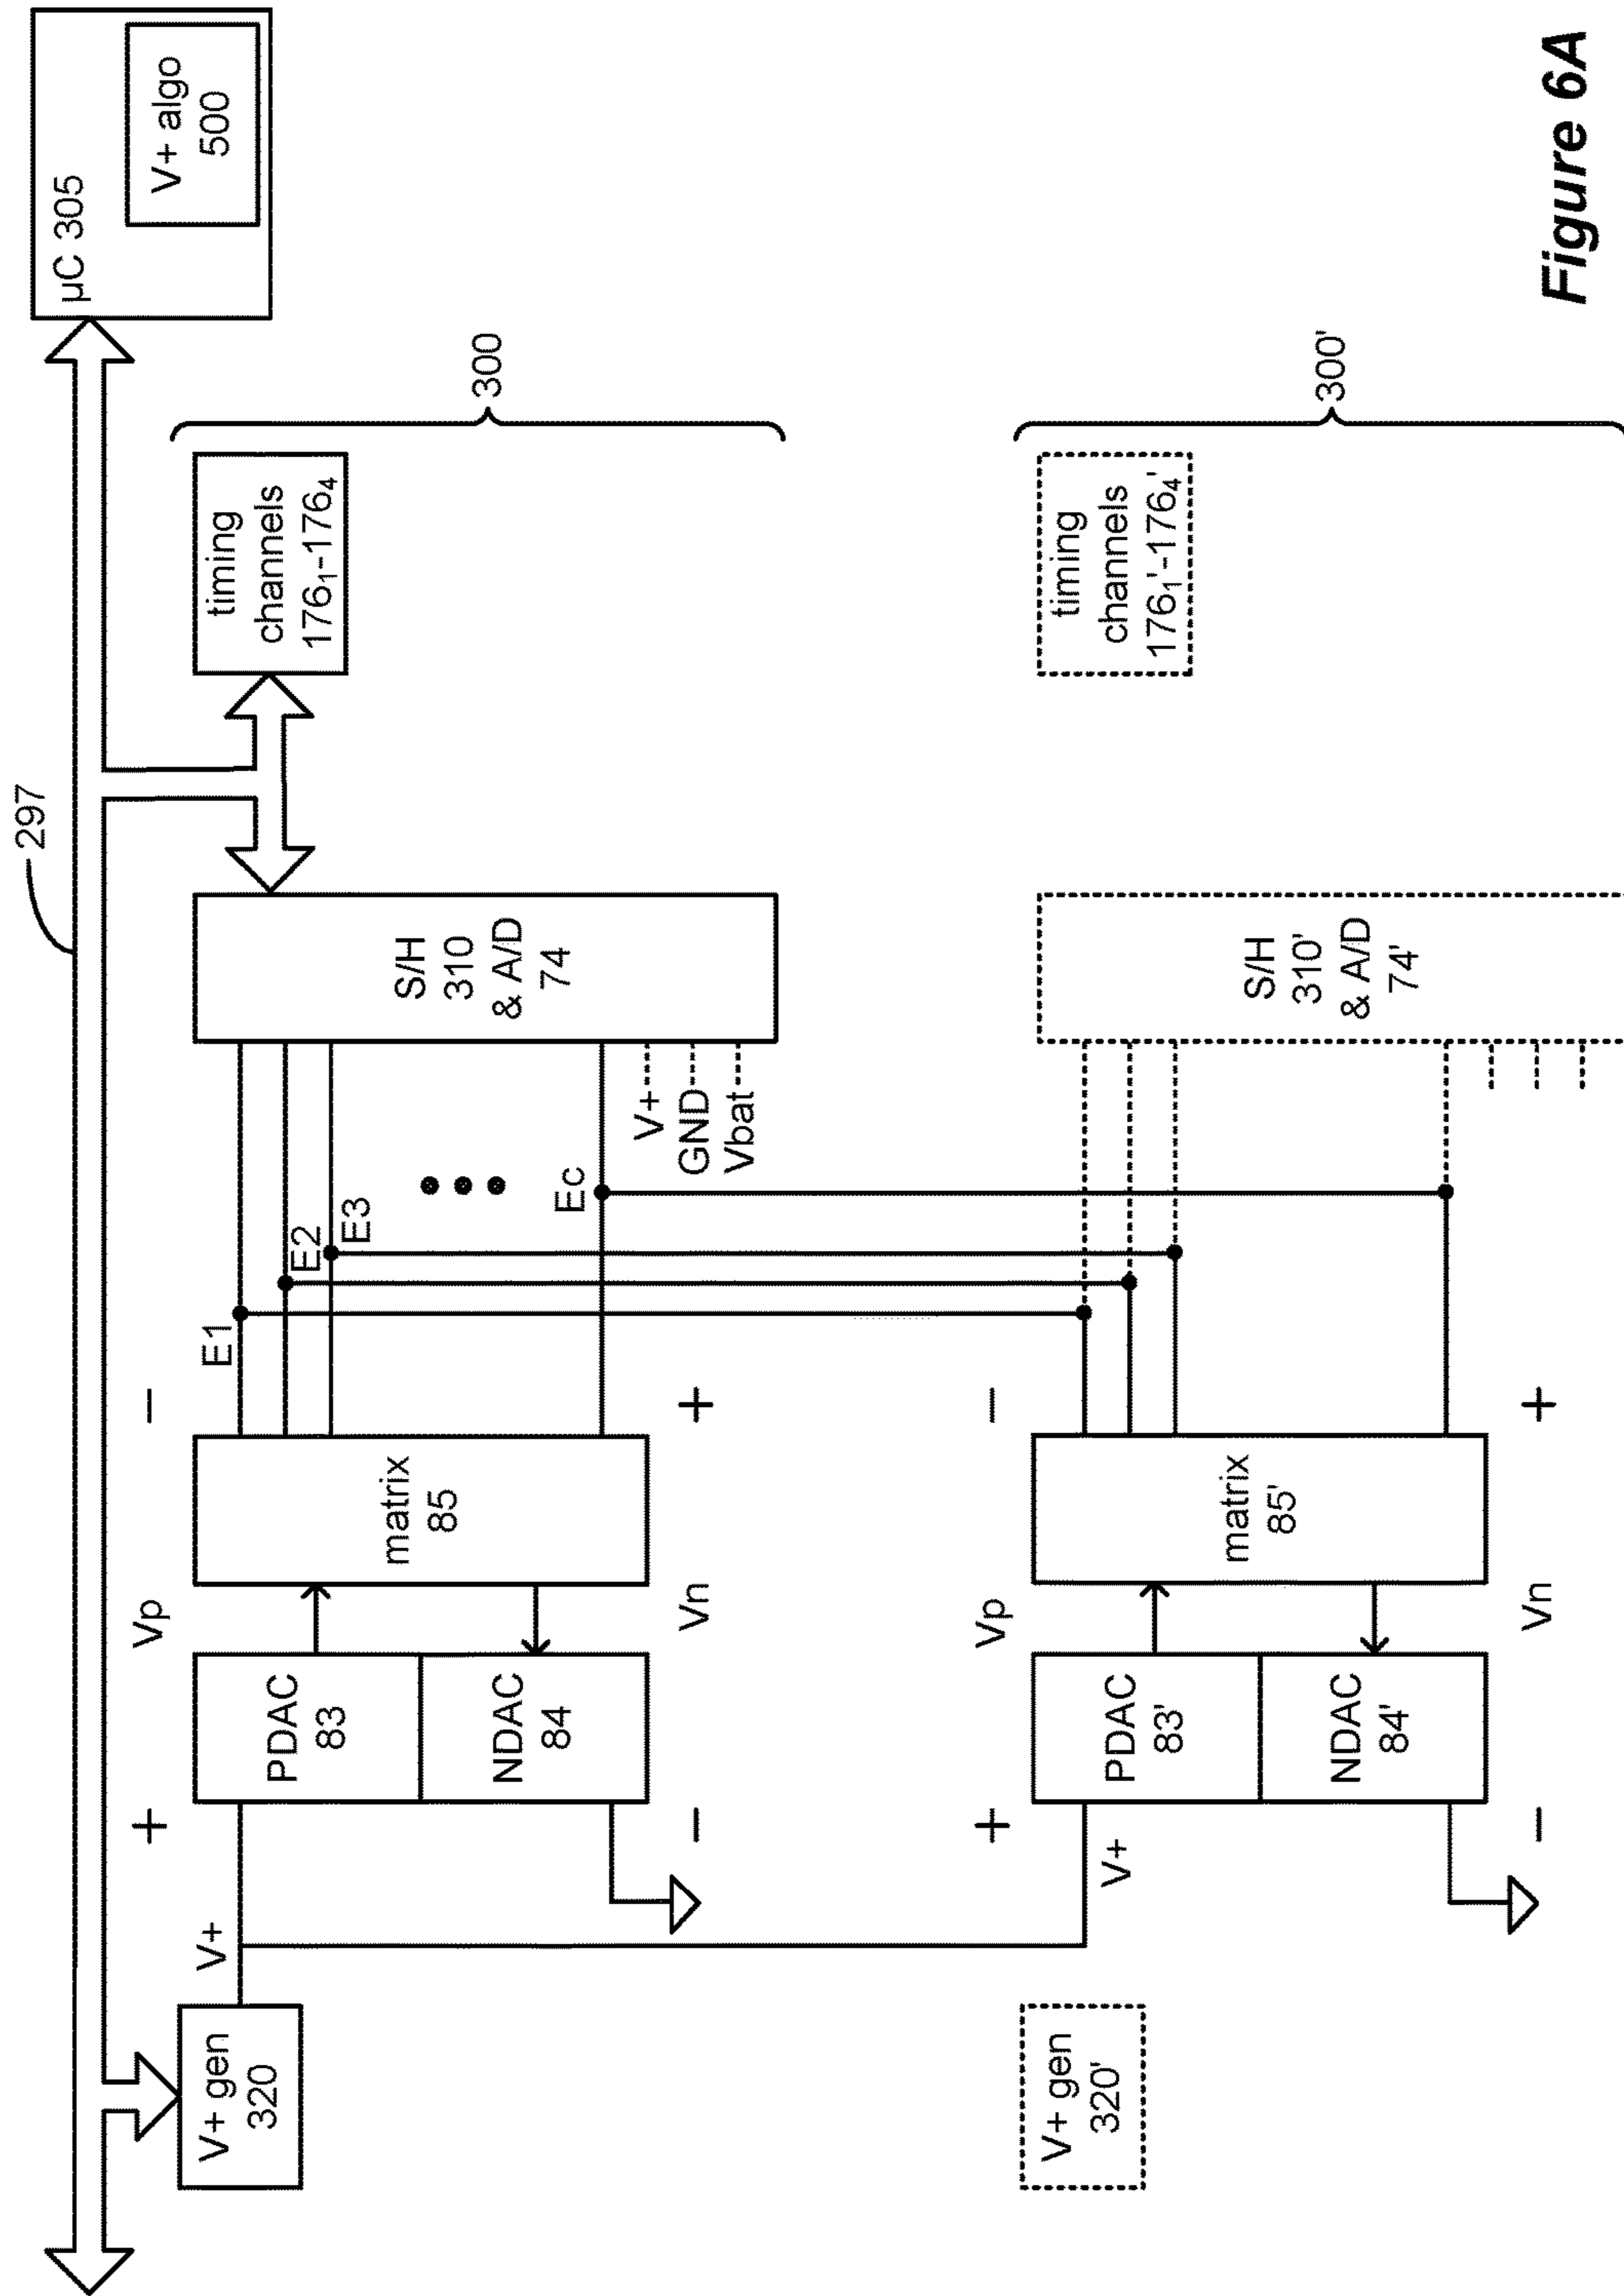 297
µC 305
V+ algo
500
V+ gen
320
V+
+
PDAC
83
NDAC
84
−
Vp
Vn
matrix
85
−
+
E1
E2
E3
Ec
V+
GND
Vbat
S/H
310
& A/D
74
timing
channels
176₁-176₄
300
V+ gen
320'
V+
+
PDAC
83'
NDAC
84'
−
Vp
Vn
matrix
85'
−
+
S/H
310'
& A/D
74'
timing
channels
176₁'-176₄'
300'
Figure 6A